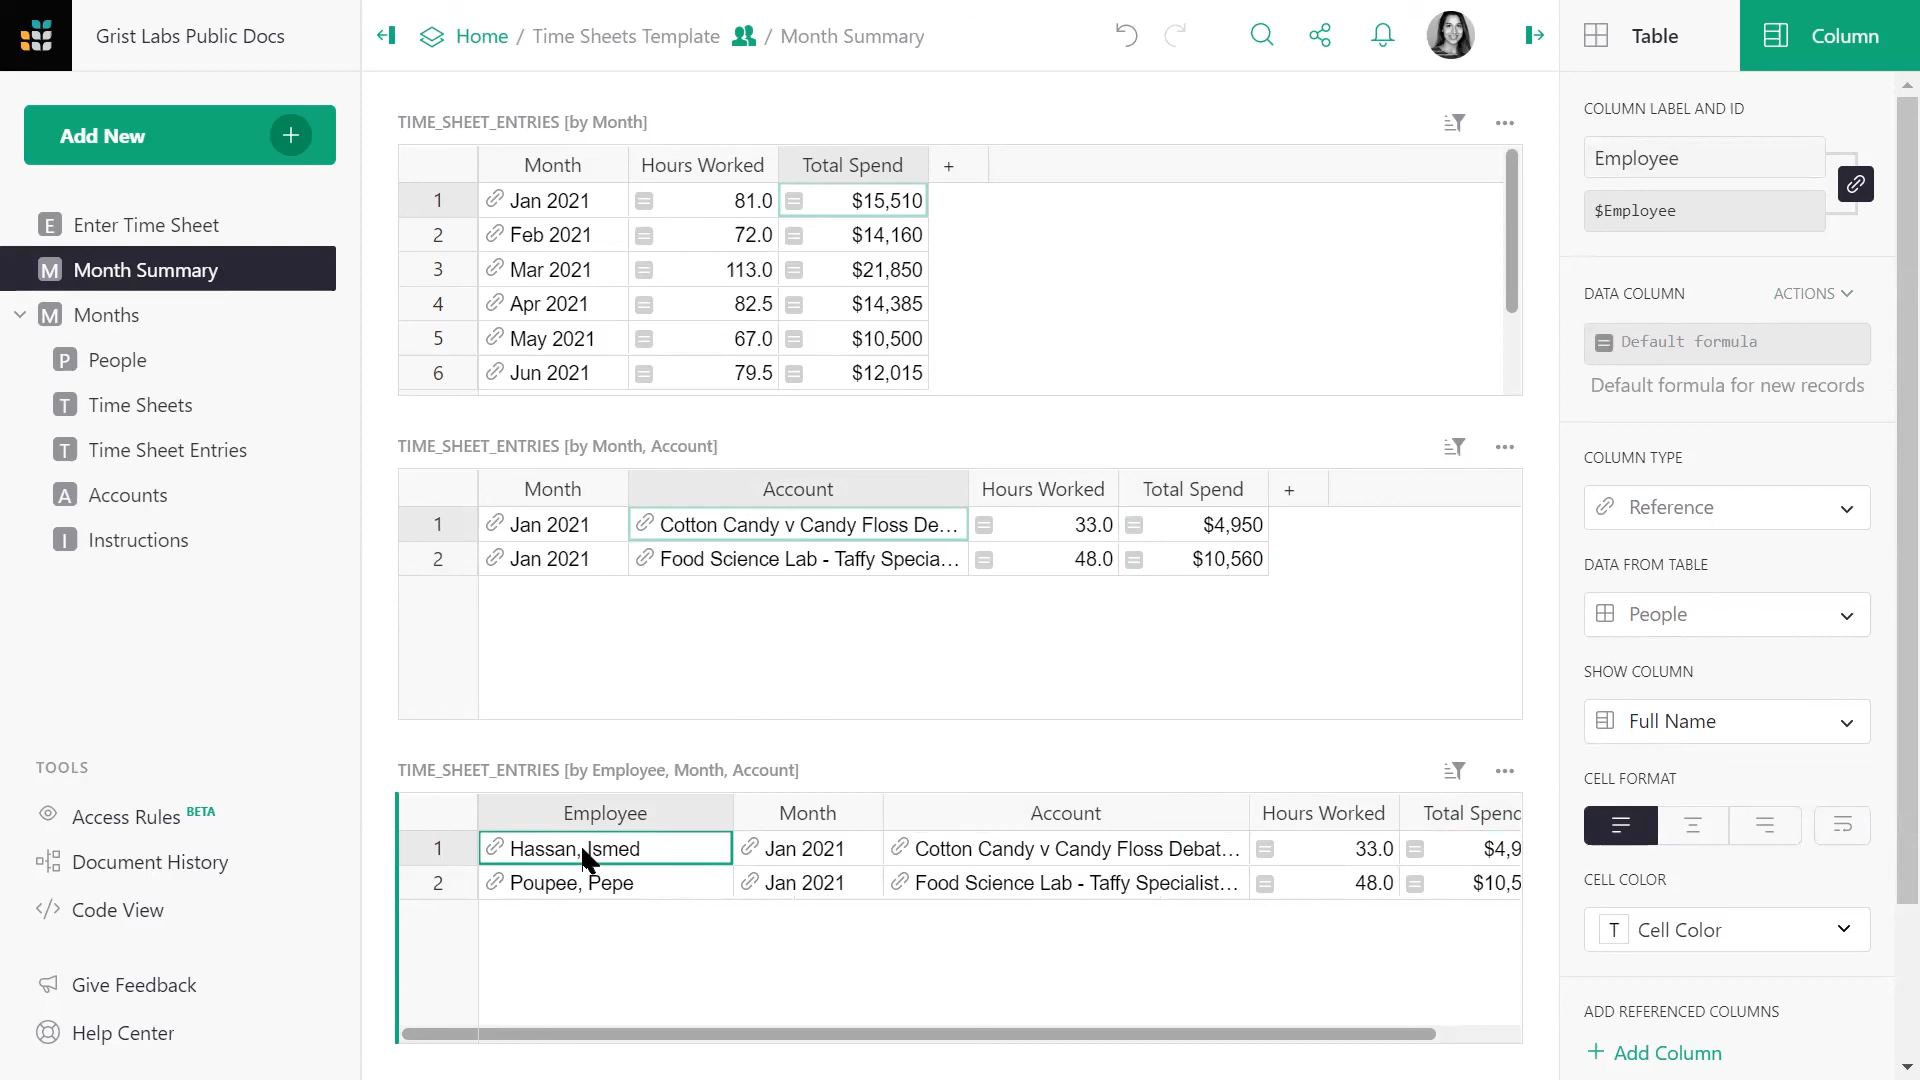 Grist Labs Public Docs
Home / Time Sheets Template / Month Summary
Table
Column
Add New
E Enter Time Sheet
M Month Summary
M Months
P People
T Time Sheets
T Time Sheet Entries
A Accounts
I Instructions
TOOLS
Access Rules BETA
Document History
Code View
Give Feedback
Help Center
TIME_SHEET_ENTRIES [by Month]
Month Hours Worked Total Spend +
1 Jan 2021 81.0 $15,510
2 Feb 2021 72.0 $14,160
3 Mar 2021 113.0 $21,850
4 Apr 2021 82.5 $14,385
5 May 2021 67.0 $10,500
6 Jun 2021 79.5 $12,015
TIME_SHEET_ENTRIES [by Month, Account]
Month Account Hours Worked Total Spend +
1 Jan 2021 Cotton Candy v Candy Floss De... 33.0 $4,950
2 Jan 2021 Food Science Lab - Taffy Specia... 48.0 $10,560
TIME_SHEET_ENTRIES [by Employee, Month, Account]
Employee Month Account Hours Worked Total Spend
1 Hassan, Ismed Jan 2021 Cotton Candy v Candy Floss Debat... 33.0 $4,9
2 Poupee, Pepe Jan 2021 Food Science Lab - Taffy Specialist... 48.0 $10,5
COLUMN LABEL AND ID
Employee
$Employee
DATA COLUMN ACTIONS
Default formula
Default formula for new records
COLUMN TYPE
Reference
DATA FROM TABLE
People
SHOW COLUMN
Full Name
CELL FORMAT
CELL COLOR
T Cell Color
ADD REFERENCED COLUMNS
+ Add Column